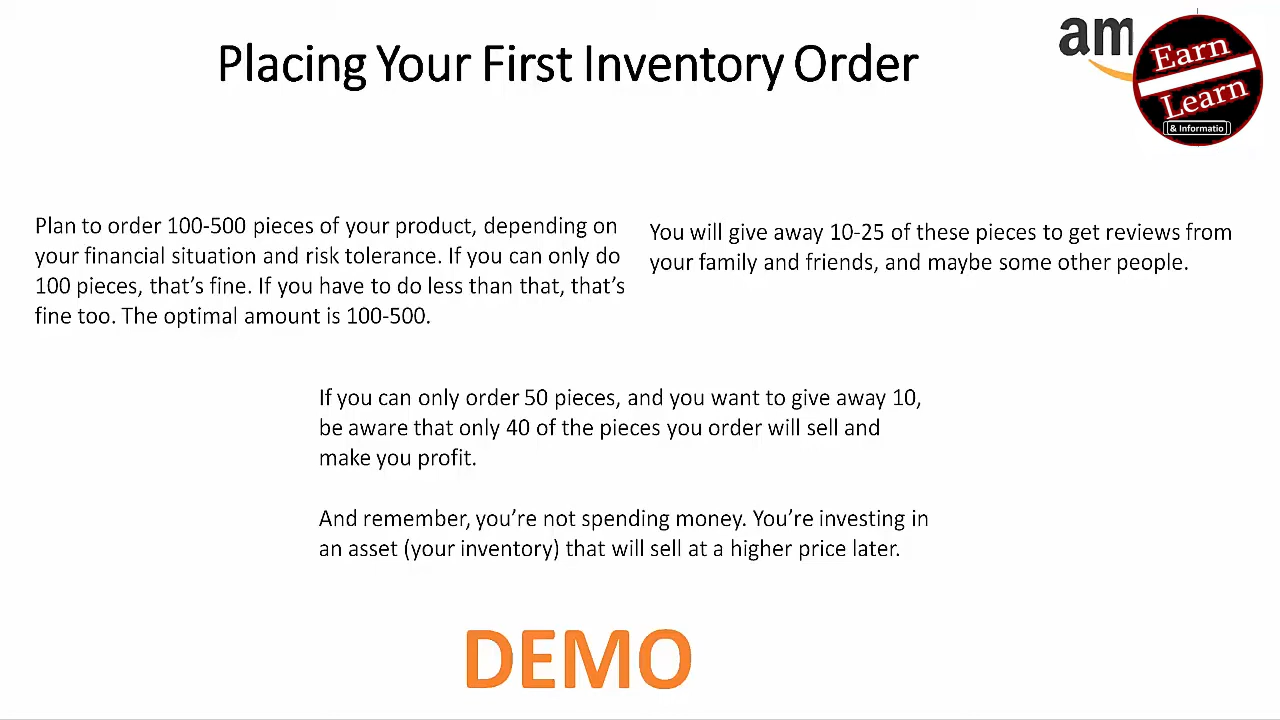 Placing Your First Inventory Order
am
Earn
Learn
& Informatio
Plan to order 100-500 pieces of your product, depending on
your financial situation and risk tolerance. If you can only do
100 pieces, that’s fine. If you have to do less than that, that’s
fine too. The optimal amount is 100-500.
You will give away 10-25 of these pieces to get reviews from
your family and friends, and maybe some other people.
If you can only order 50 pieces, and you want to give away 10,
be aware that only 40 of the pieces you order will sell and
make you profit.
And remember, you’re not spending money. You’re investing in
an asset (your inventory) that will sell at a higher price later.
DEMO